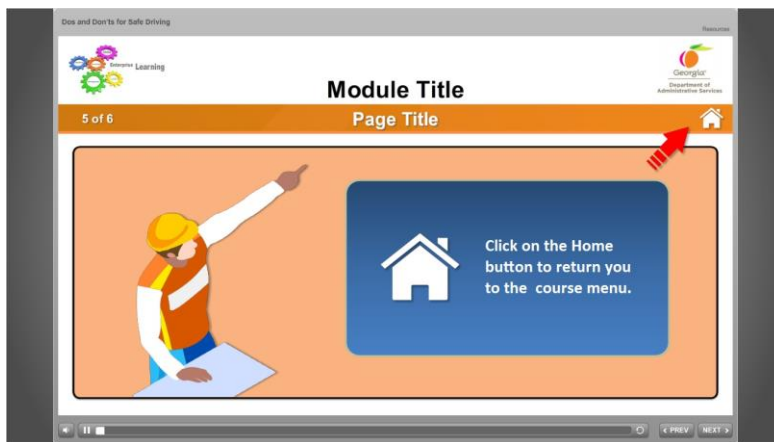 Dos and Don'ts for Safe Driving
Resources
Enterprise Learning
Georgia
Department of
Administrative Services
Module Title
5 of 6
Page Title
Click on the Home
button to return you
to the course menu.
< PREV
NEXT >